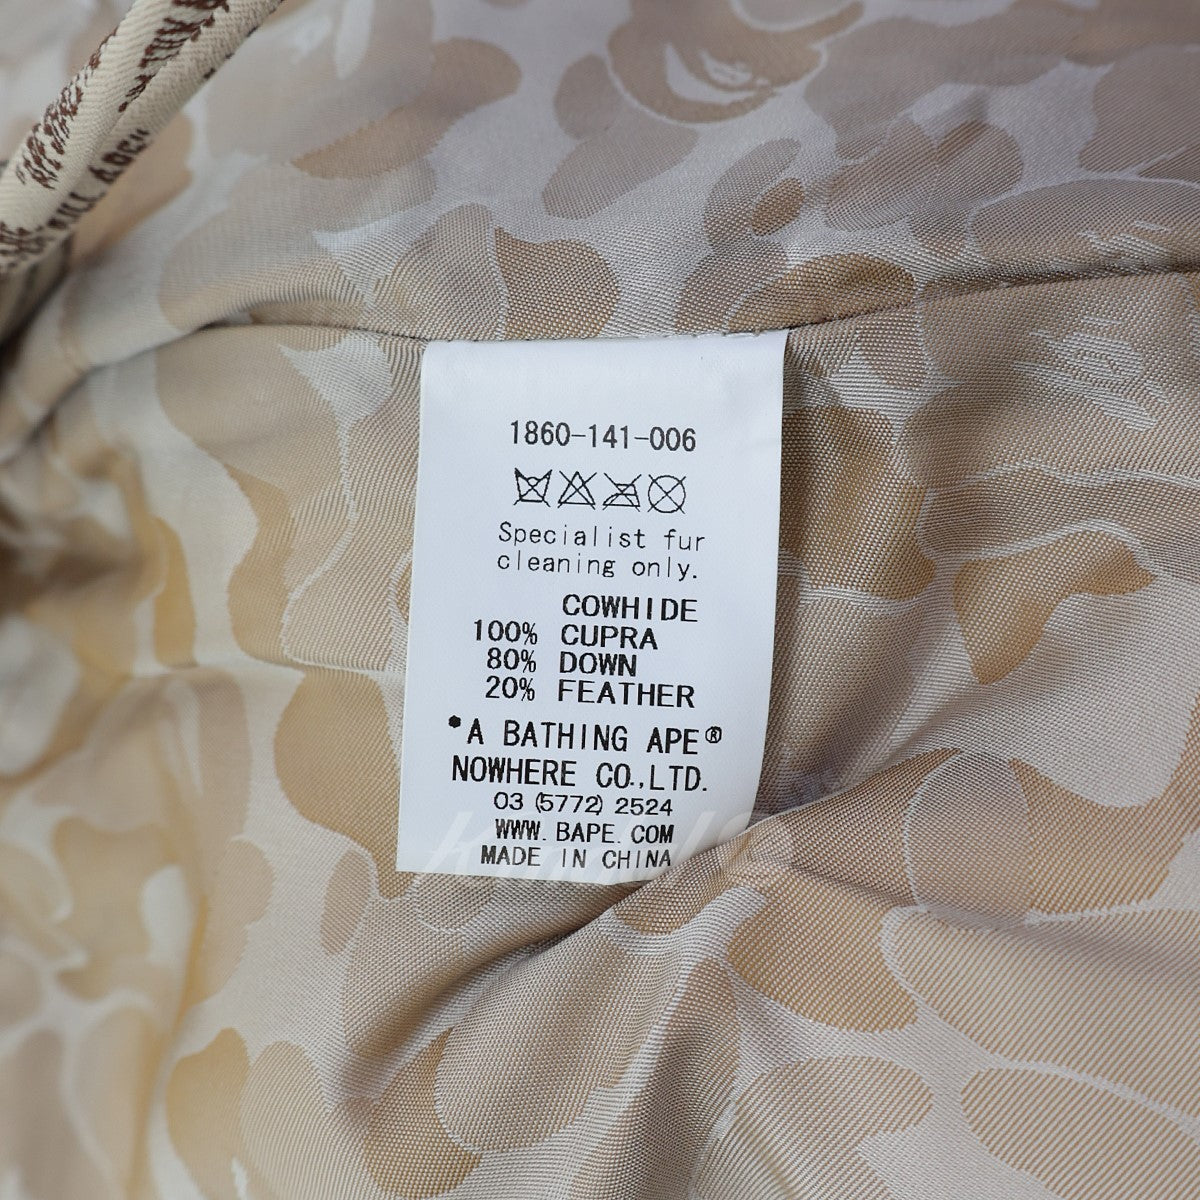 1860-141-006
Specialist fur
cleaning only.
COWHIDE
100% CUPRA
80% DOWN
20% FEATHER
*A BATHING APE®
NOWHERE CO.,LTD.
03 (5772) 2524
WWW.BAPE.COM
MADE IN CHINA